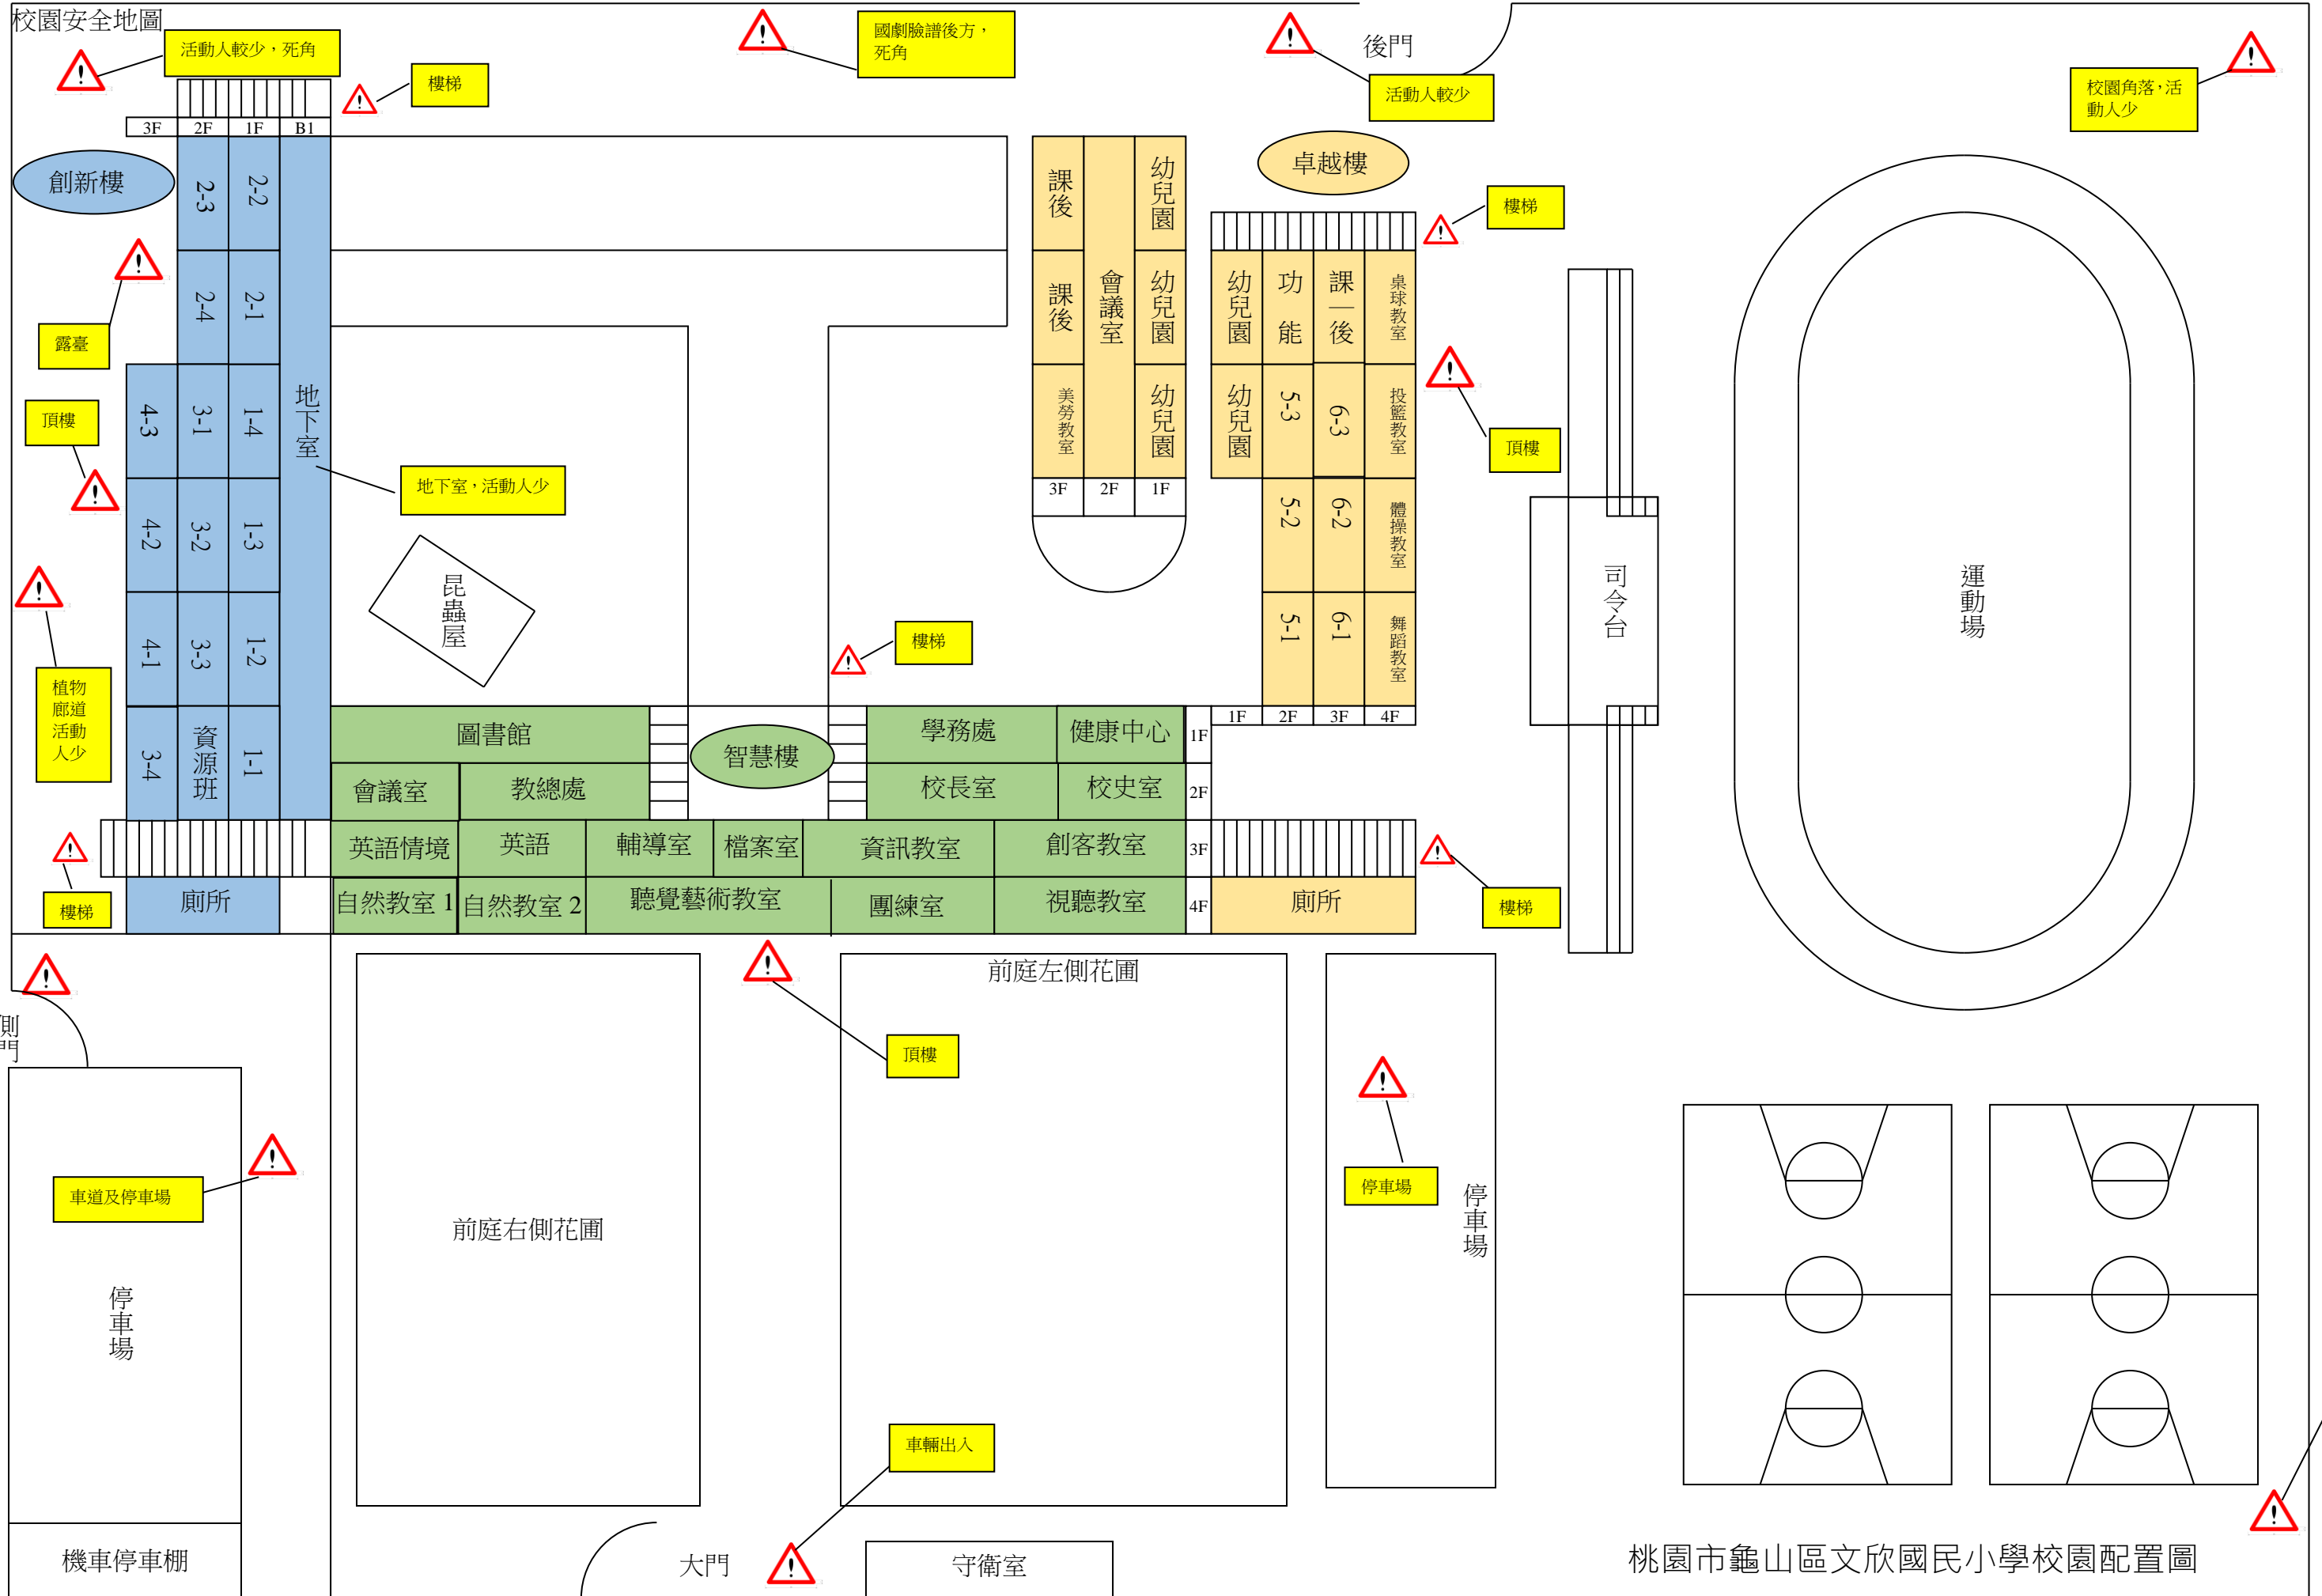 校園安全地圖
活動人較少，死角
樓梯
國劇臉譜後方，
死角
後門
活動人較少
校園角落，活
動人少
3F 2F 1F B1
創新樓
2-3
2-2
2-4
2-1
4-3
3-1
1-4
4-2
3-2
1-3
4-1
3-3
1-2
3-4
資源班
1-1
地下室
廁所
露臺
頂樓
植物
廊道
活動
人少
樓梯
地下室，活動人少
昆蟲屋
樓梯
課後
會議室
幼兒園
課後
幼兒園
美勞教室
幼兒園
3F 2F 1F
卓越樓
樓梯
幼兒園
功能
課後
桌球教室
幼兒園
5-3
6-3
投籃教室
5-2
6-2
體操教室
5-1
6-1
舞蹈教室
1F 2F 3F 4F
頂樓
司令台
運動場
圖書館
智慧樓
學務處
健康中心
1F
會議室
教總處
校長室
校史室
2F
英語情境
英語
輔導室
檔案室
資訊教室
創客教室
3F
自然教室 1
自然教室 2
聽覺藝術教室
團練室
視聽教室
4F
廁所
樓梯
側門
車道及停車場
停車場
機車停車棚
前庭右側花圃
頂樓
前庭左側花圃
停車場
停車場
車輛出入
大門
守衛室
桃園市龜山區文欣國民小學校園配置圖